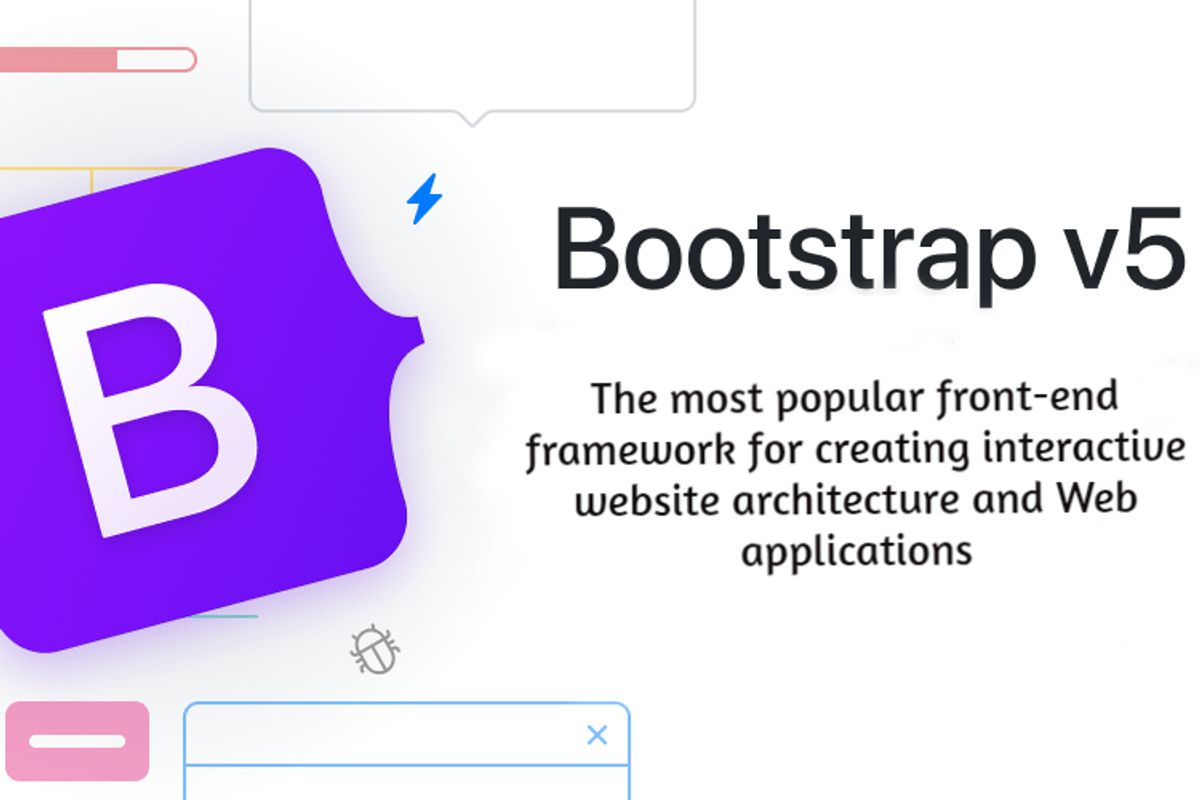 B
Bootstrap v5
The most popular front-end
framework for creating interactive
website architecture and Web
applications